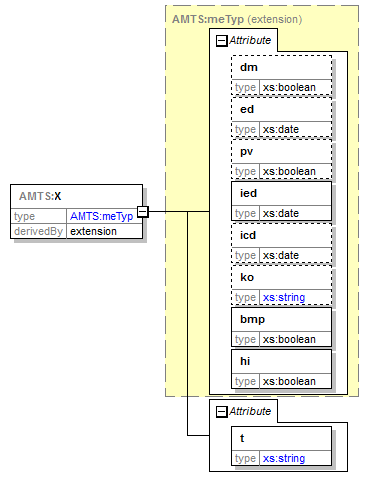 AMTS:meTyp (extension)
Attribute
dm
type xs:boolean
ed
type xs:date
pv
type xs:boolean
AMTS:X
type AMTS:meTyp
derivedBy extension
ied
type xs:date
icd
type xs:date
ko
type xs:string
bmp
type xs:boolean
hi
type xs:boolean
Attribute
t
type xs:string